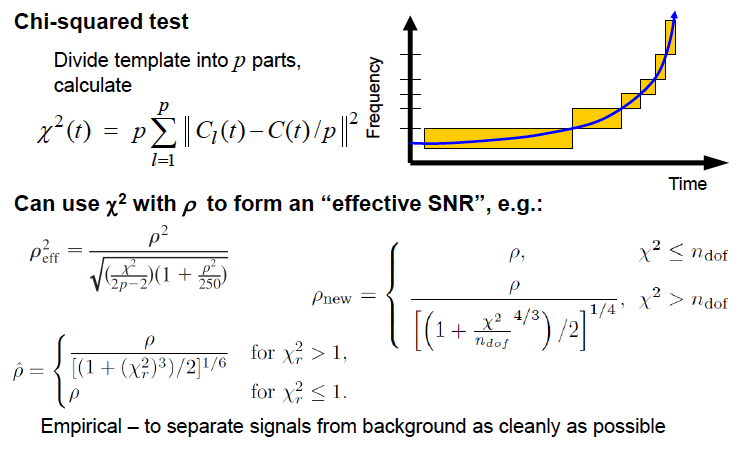 Chi-squared test
Divide template into p parts,
calculate
χ²(t) = p ∑_{l=1}^{p} ‖ C_l(t) − C(t)/p ‖²
Frequency
Time
Can use χ² with ρ to form an “effective SNR”, e.g.:
ρ²_eff = ρ² / √((χ²/(2p−2))(1 + ρ²/250))
ρ_new = { ρ, χ² ≤ n_dof
ρ / [(1 + χ²/n_dof ^{4/3}) /2]^{1/4}, χ² > n_dof
ρ̂ = { ρ / [(1 + (χ²_r)³)/2]^{1/6} for χ²_r > 1,
ρ for χ²_r ≤ 1.
Empirical – to separate signals from background as cleanly as possible